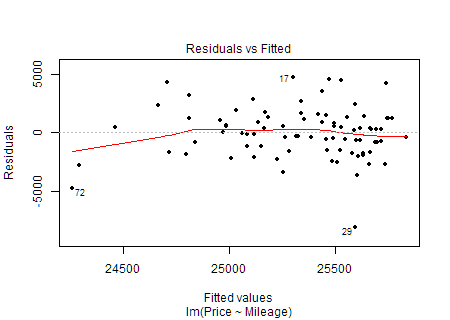 Residuals vs Fitted
Residuals
5000
0
-5000
17
72
29
24500 25000 25500
Fitted values
lm(Price ~ Mileage)